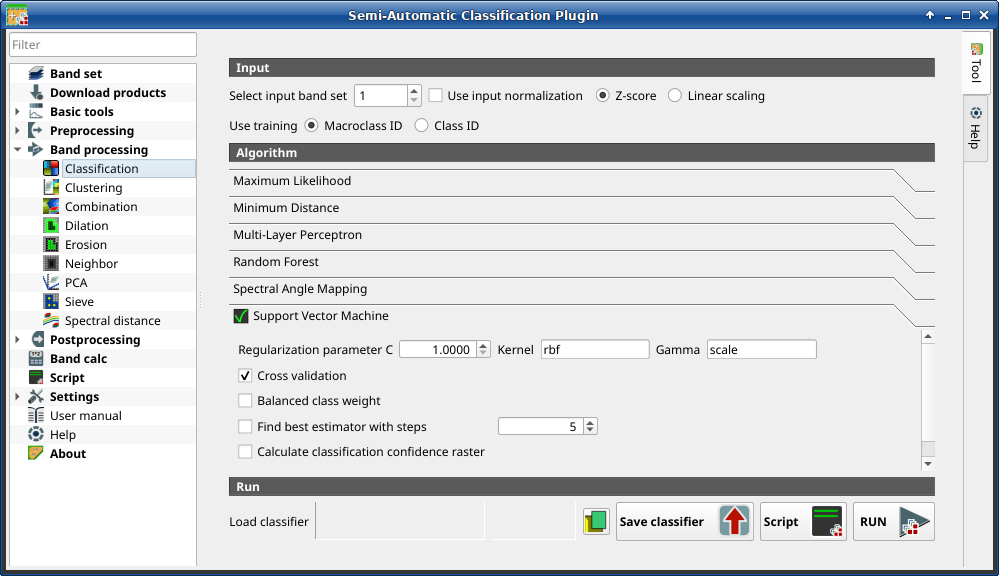 Semi-Automatic Classification Plugin
Filter
Band set
Download products
Basic tools
Preprocessing
Band processing
Classification
Clustering
Combination
Dilation
Erosion
Neighbor
PCA
Sieve
Spectral distance
Postprocessing
Band calc
Script
Settings
User manual
Help
About
Input
Select input band set 1 Use input normalization Z-score Linear scaling
Use training Macroclass ID Class ID
Algorithm
Maximum Likelihood
Minimum Distance
Multi-Layer Perceptron
Random Forest
Spectral Angle Mapping
Support Vector Machine
Regularization parameter C 1.0000 Kernel rbf Gamma scale
Cross validation
Balanced class weight
Find best estimator with steps 5
Calculate classification confidence raster
Run
Load classifier Save classifier Script RUN
Tool
Help